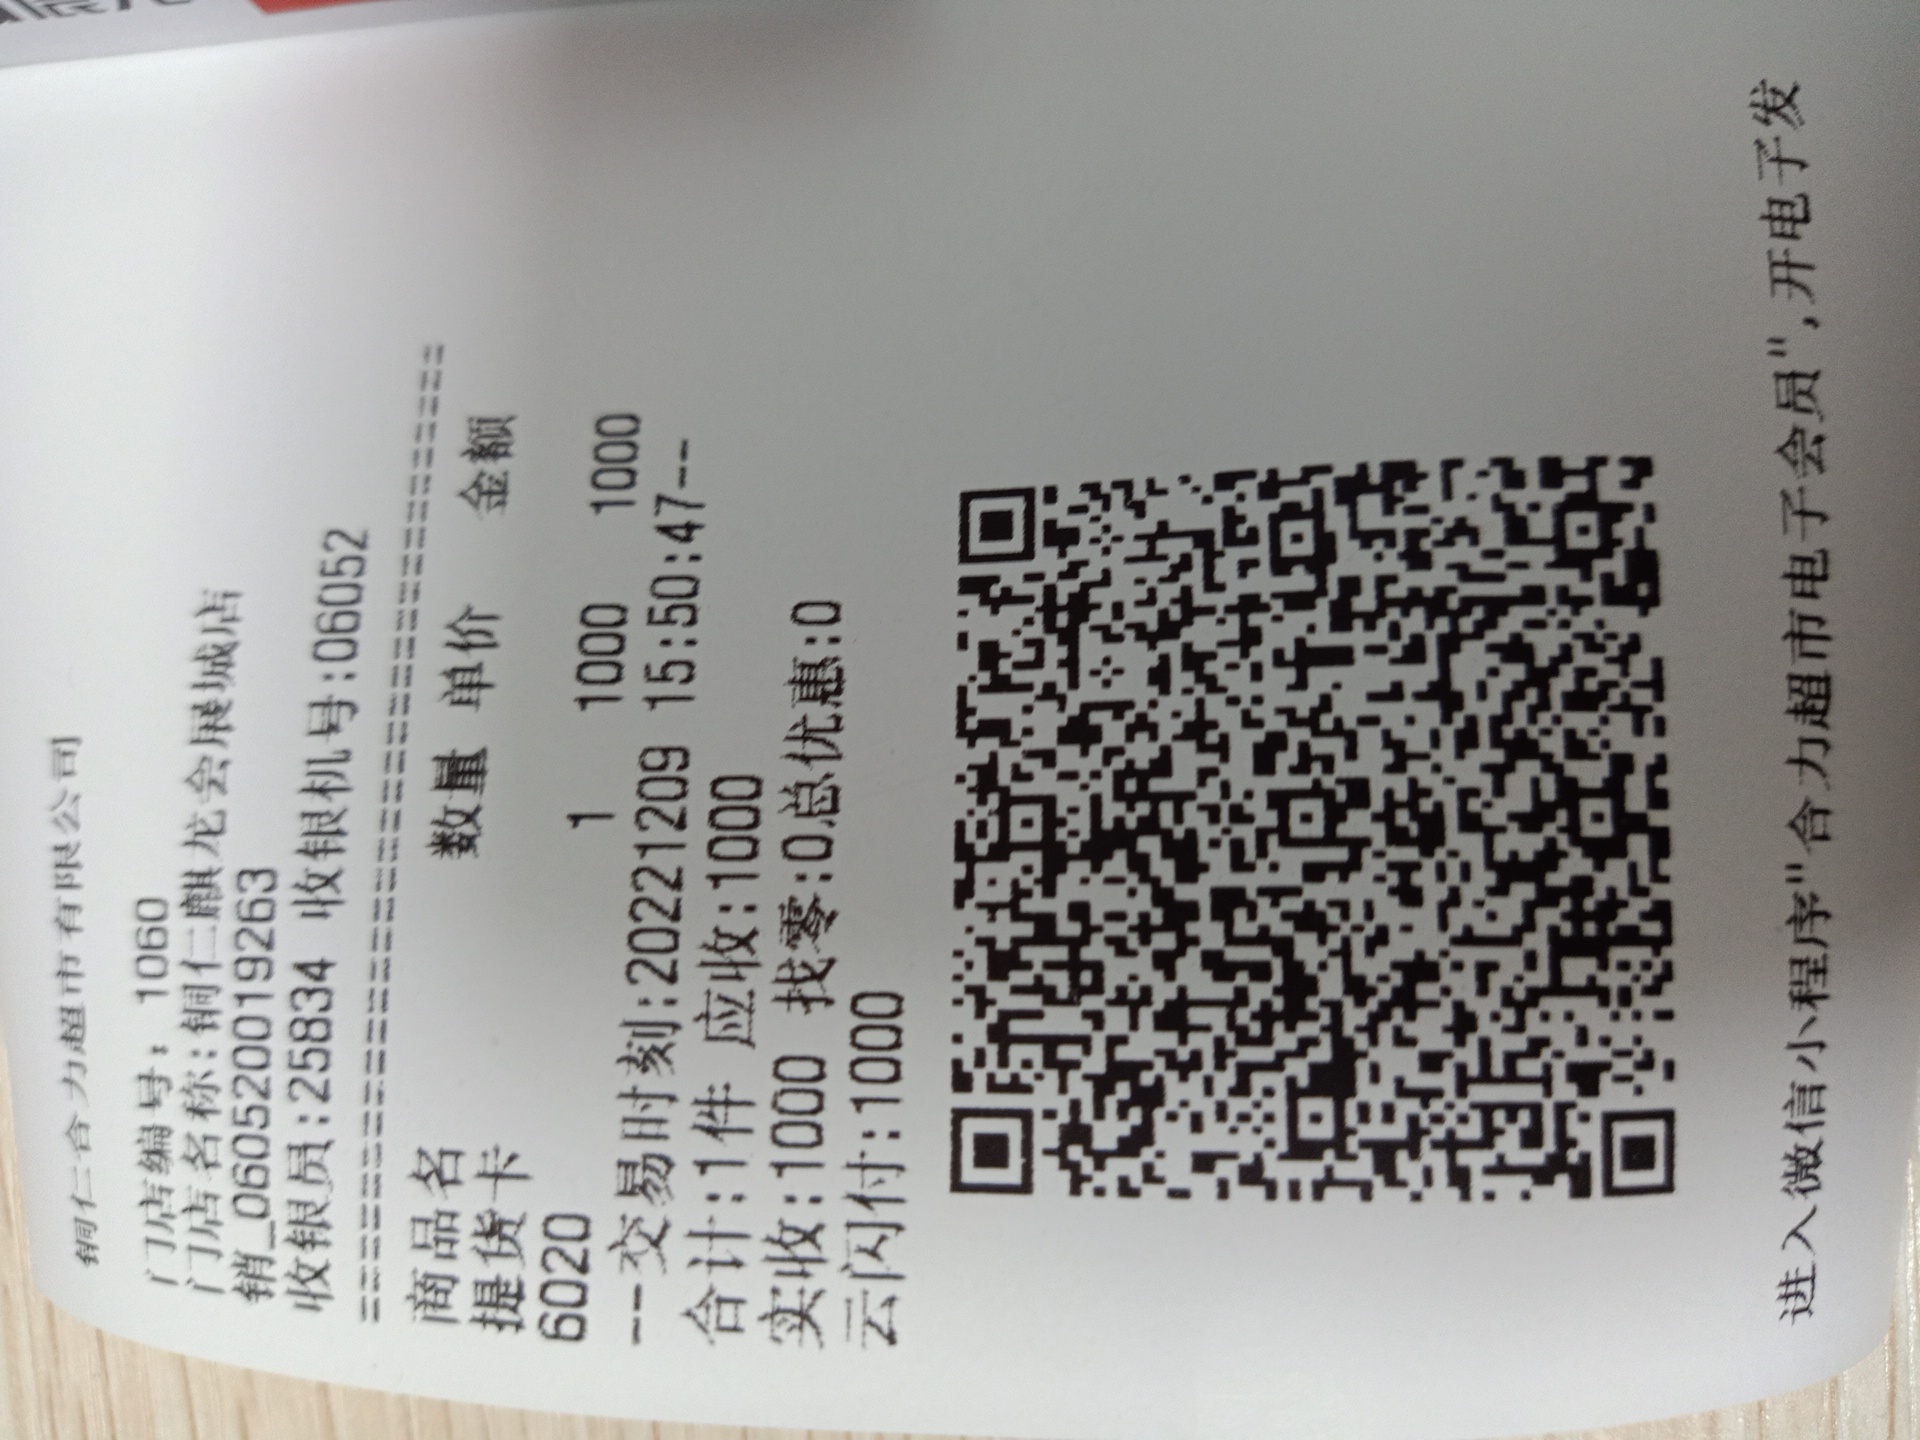 铜仁合力超市有限公司
门店编号: 1060
门店名称:铜仁麒龙会展城店
销_060520019263
收银员:25834 收银机号:06052
商品名 数量 单价 金额
提货卡
6020 1 1000 1000
--交易时刻:20221209 15:50:47--
合计:1件 应收:1000
实收:1000 找零:0总优惠:0
云闪付:1000
进入微信小程序"合力超市电子会员",开电子发